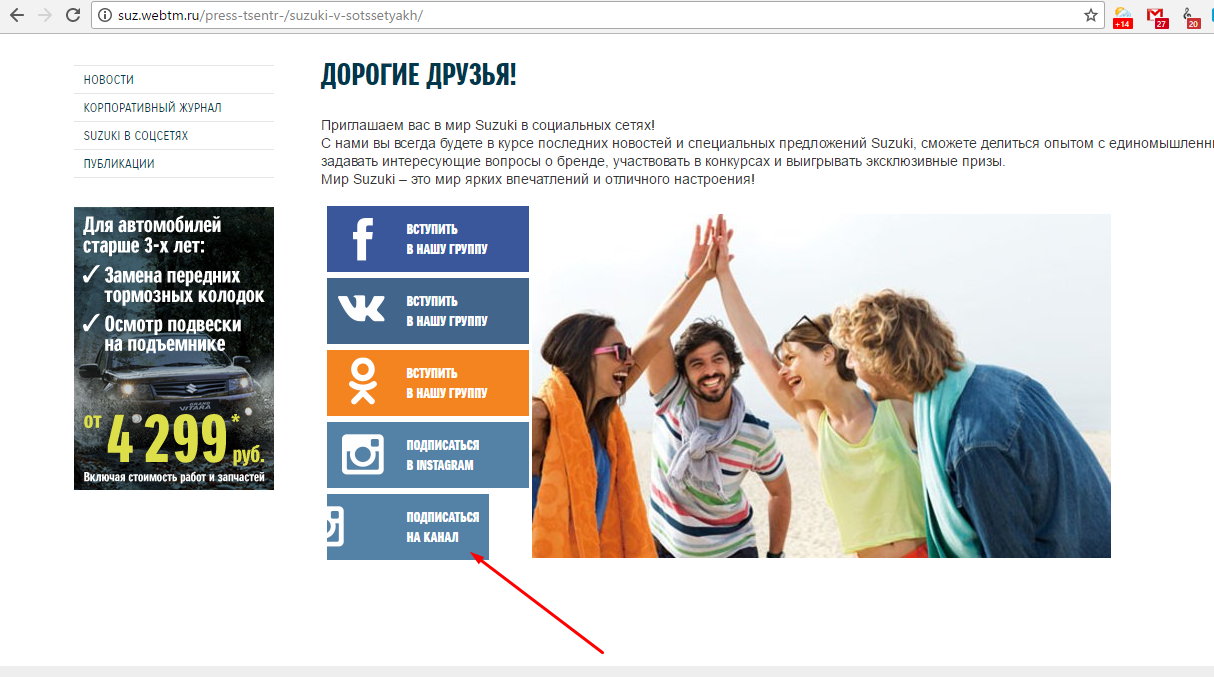 suz.webtm.ru/press-tsentr-/suzuki-v-sotssetyakh/
+14
27
20
НОВОСТИ
КОРПОРАТИВНЫЙ ЖУРНАЛ
SUZUKI В СОЦСЕТЯХ
ПУБЛИКАЦИИ
Для автомобилей
старше 3-х лет:
✓ Замена передних
тормозных колодок
✓ Осмотр подвески
на подъемнике
GRAND
VITARA
от 4 299* руб.
Включая стоимость работ и запчастей
ДОРОГИЕ ДРУЗЬЯ!
Приглашаем вас в мир Suzuki в социальных сетях!
С нами вы всегда будете в курсе последних новостей и специальных предложений Suzuki, сможете делиться опытом с единомышленн
задавать интересующие вопросы о бренде, участвовать в конкурсах и выигрывать эксклюзивные призы.
Мир Suzuki – это мир ярких впечатлений и отличного настроения!
ВСТУПИТЬ
В НАШУ ГРУППУ
ВСТУПИТЬ
В НАШУ ГРУППУ
ВСТУПИТЬ
В НАШУ ГРУППУ
ПОДПИСАТЬСЯ
В INSTAGRAM
ПОДПИСАТЬСЯ
НА КАНАЛ